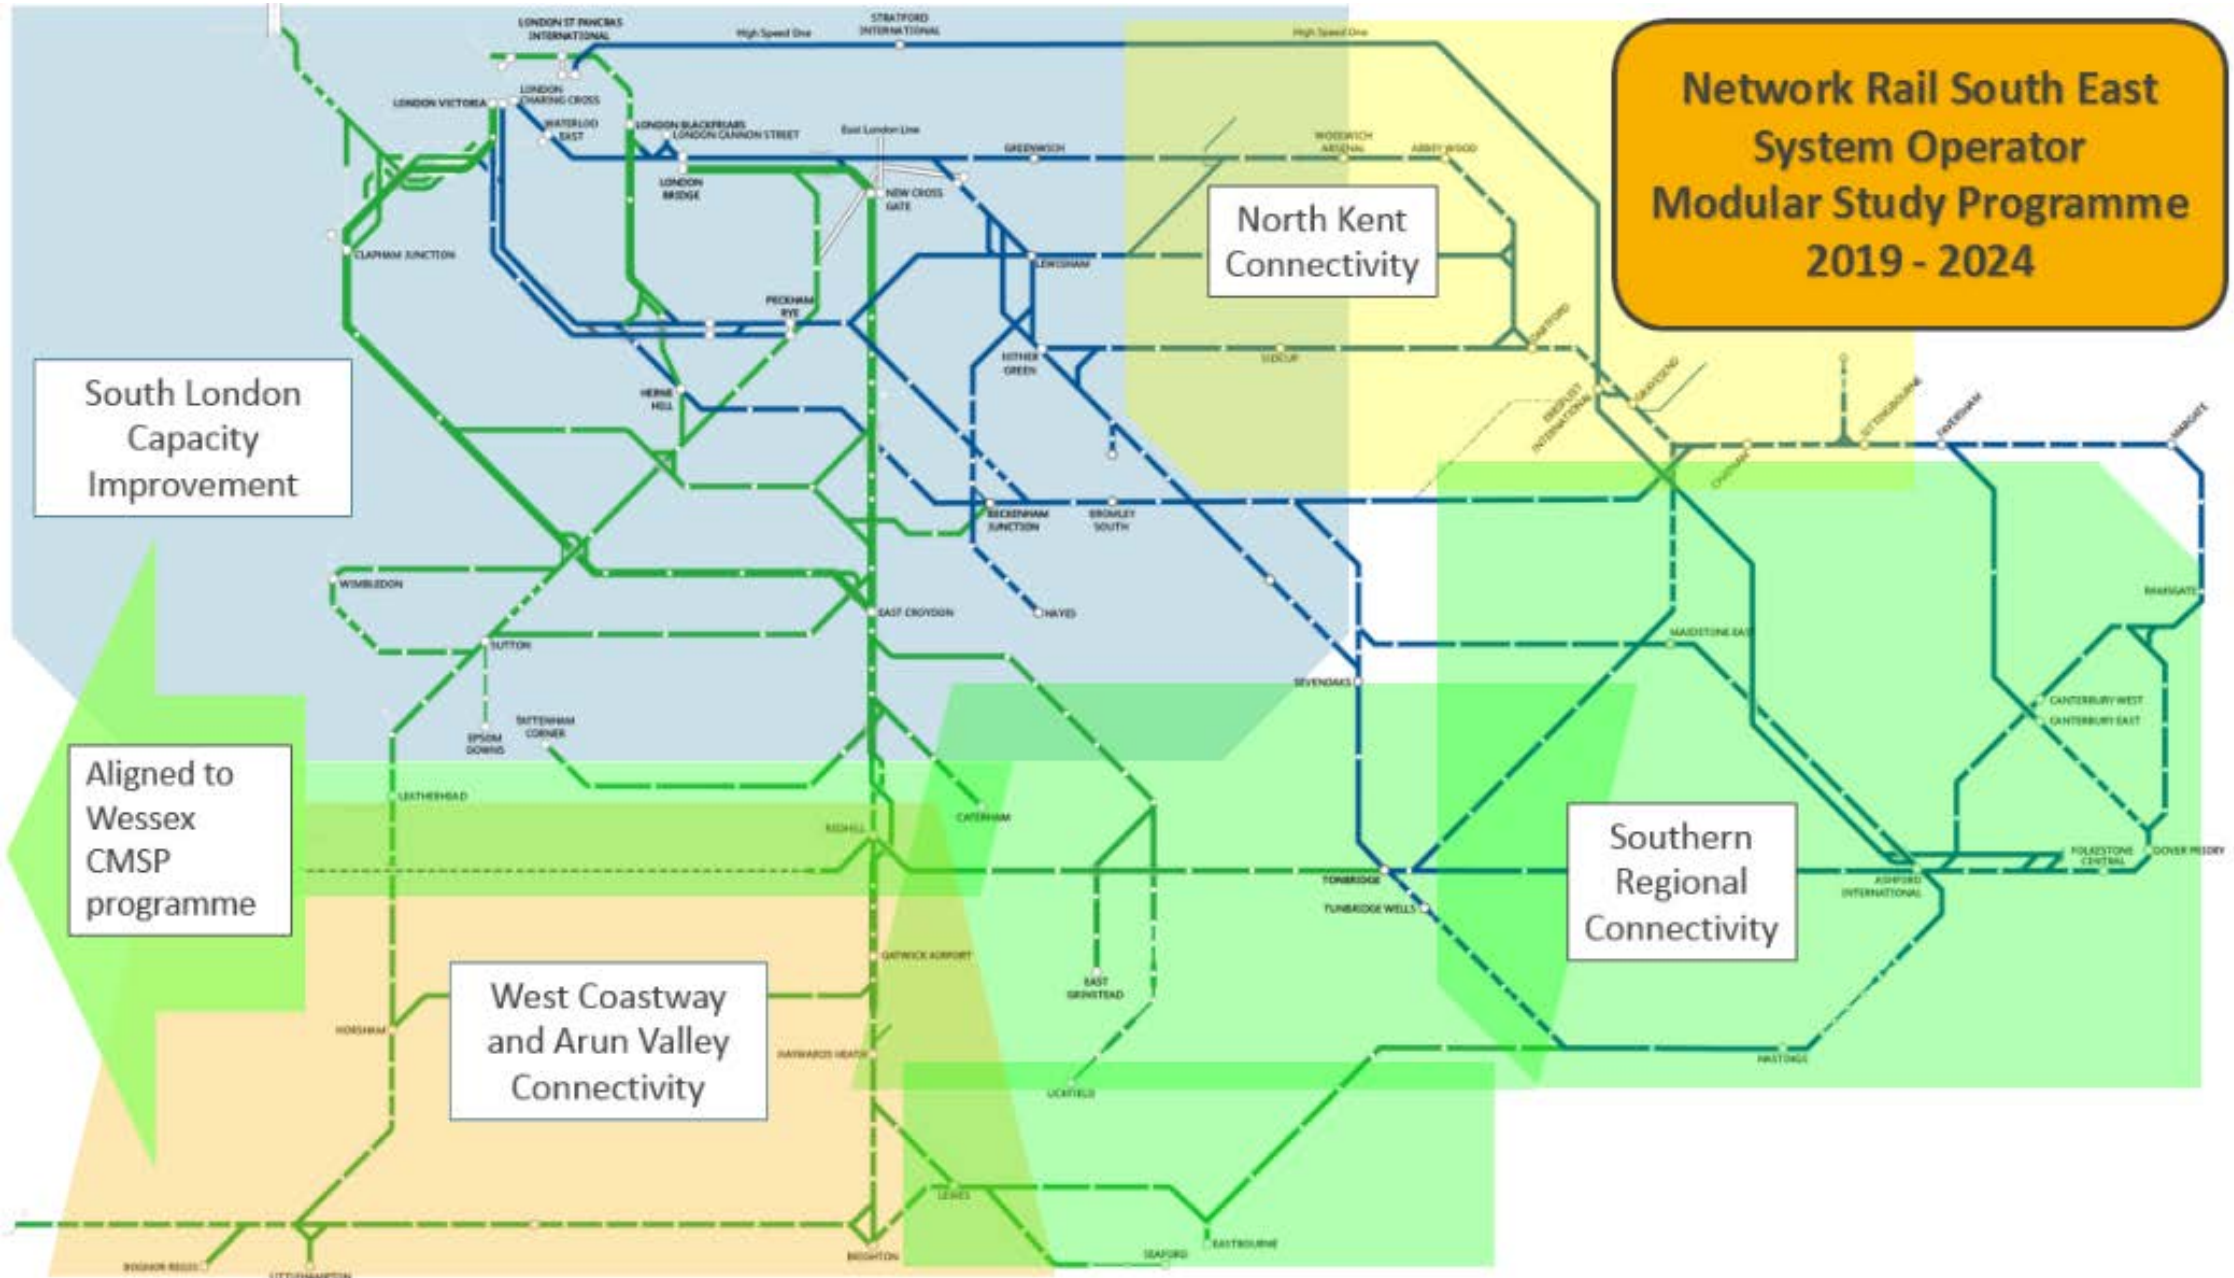 LONDON ST PANCRAS
INTERNATIONAL
High Speed One
STRATFORD
INTERNATIONAL
High Speed One
Network Rail South East
System Operator
Modular Study Programme
2019 - 2024
LONDON VICTORIA
LONDON
CHARING CROSS
WATERLOO
EAST
LONDON BLACKFRIARS
LONDON CANNON STREET
East London Line
GREENWICH
WOOLWICH
ARSENAL
ABBEY WOOD
LONDON
BRIDGE
NEW CROSS
GATE
North Kent
Connectivity
CLAPHAM JUNCTION
LEWISHAM
PECKHAM
RYE
HITHER
GREEN
SIDCUP
DARTFORD
HERNE
HILL
EBBSFLEET
INTERNATIONAL
GRAVESEND
South London
Capacity
Improvement
CHATHAM
SITTINGBOURNE
FAVERSHAM
MARGATE
BECKENHAM
JUNCTION
BROMLEY
SOUTH
WIMBLEDON
EAST CROYDON
HAYES
RAMSGATE
SUTTON
MAIDSTONE EAST
SEVENOAKS
CANTERBURY WEST
CANTERBURY EAST
EPSOM
DOWNS
TATTENHAM
CORNER
Aligned to
Wessex
CMSP
programme
LEATHERHEAD
REDHILL
CATERHAM
Southern
Regional
Connectivity
TONBRIDGE
TUNBRIDGE WELLS
ASHFORD
INTERNATIONAL
FOLKESTONE
CENTRAL
DOVER PRIORY
GATWICK AIRPORT
EAST
GRINSTEAD
West Coastway
and Arun Valley
Connectivity
HORSHAM
HAYWARDS HEATH
HASTINGS
UCKFIELD
LEWES
BRIGHTON
SEAFORD
EASTBOURNE
BOGNOR REGIS
LITTLEHAMPTON